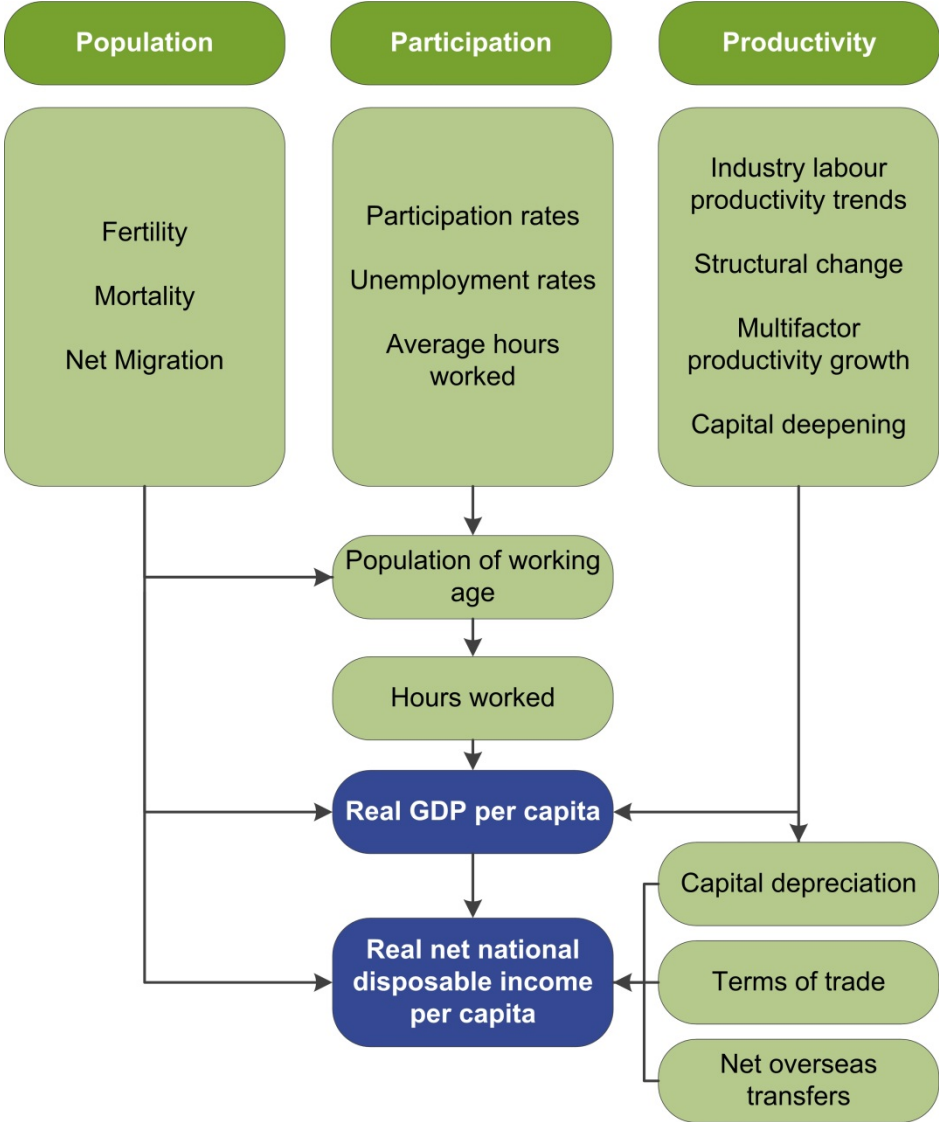 Population
Participation
Productivity
Fertility
Mortality
Net Migration
Participation rates
Unemployment rates
Average hours
worked
Industry labour
productivity trends
Structural change
Multifactor
productivity growth
Capital deepening
Population of working
age
Hours worked
Real GDP per capita
Real net national
disposable income
per capita
Capital depreciation
Terms of trade
Net overseas
transfers